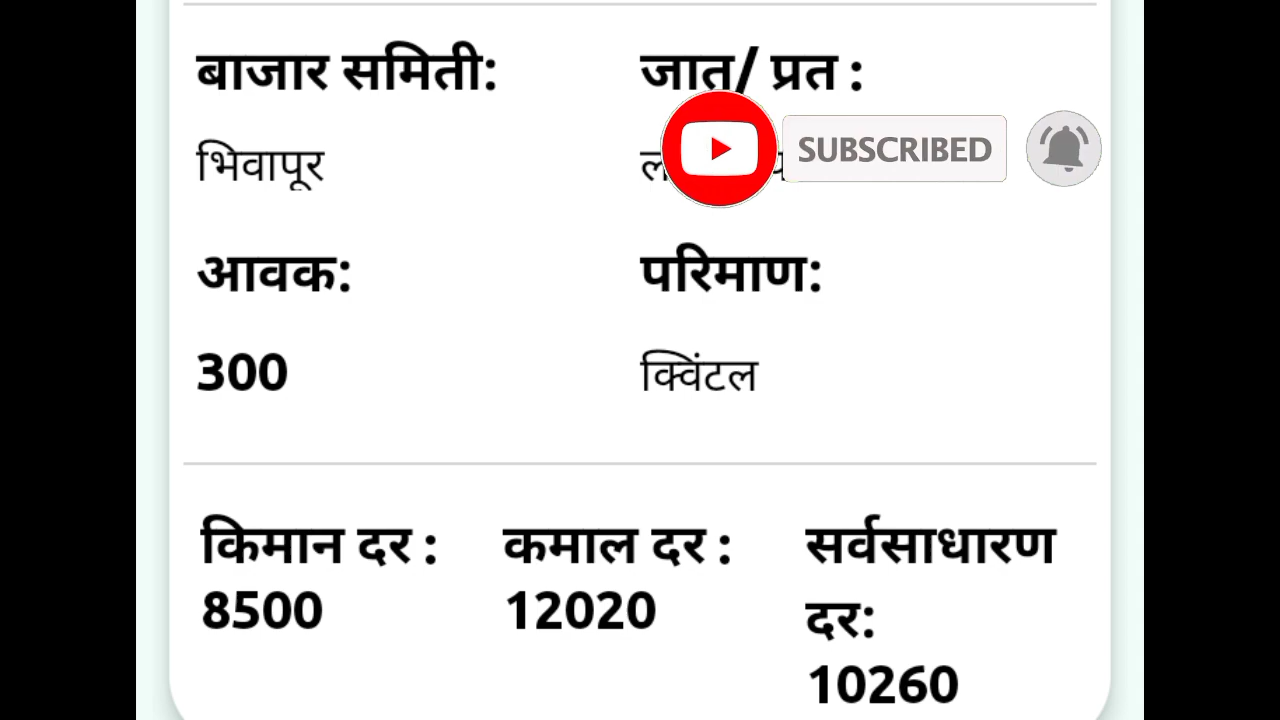 बाजार समिती:
जात/ प्रत :
भिवापूर
SUBSCRIBED
आवक:
परिमाण:
300
क्विंटल
किमान दर :
कमाल दर :
सर्वसाधारण
दर:
8500
12020
10260